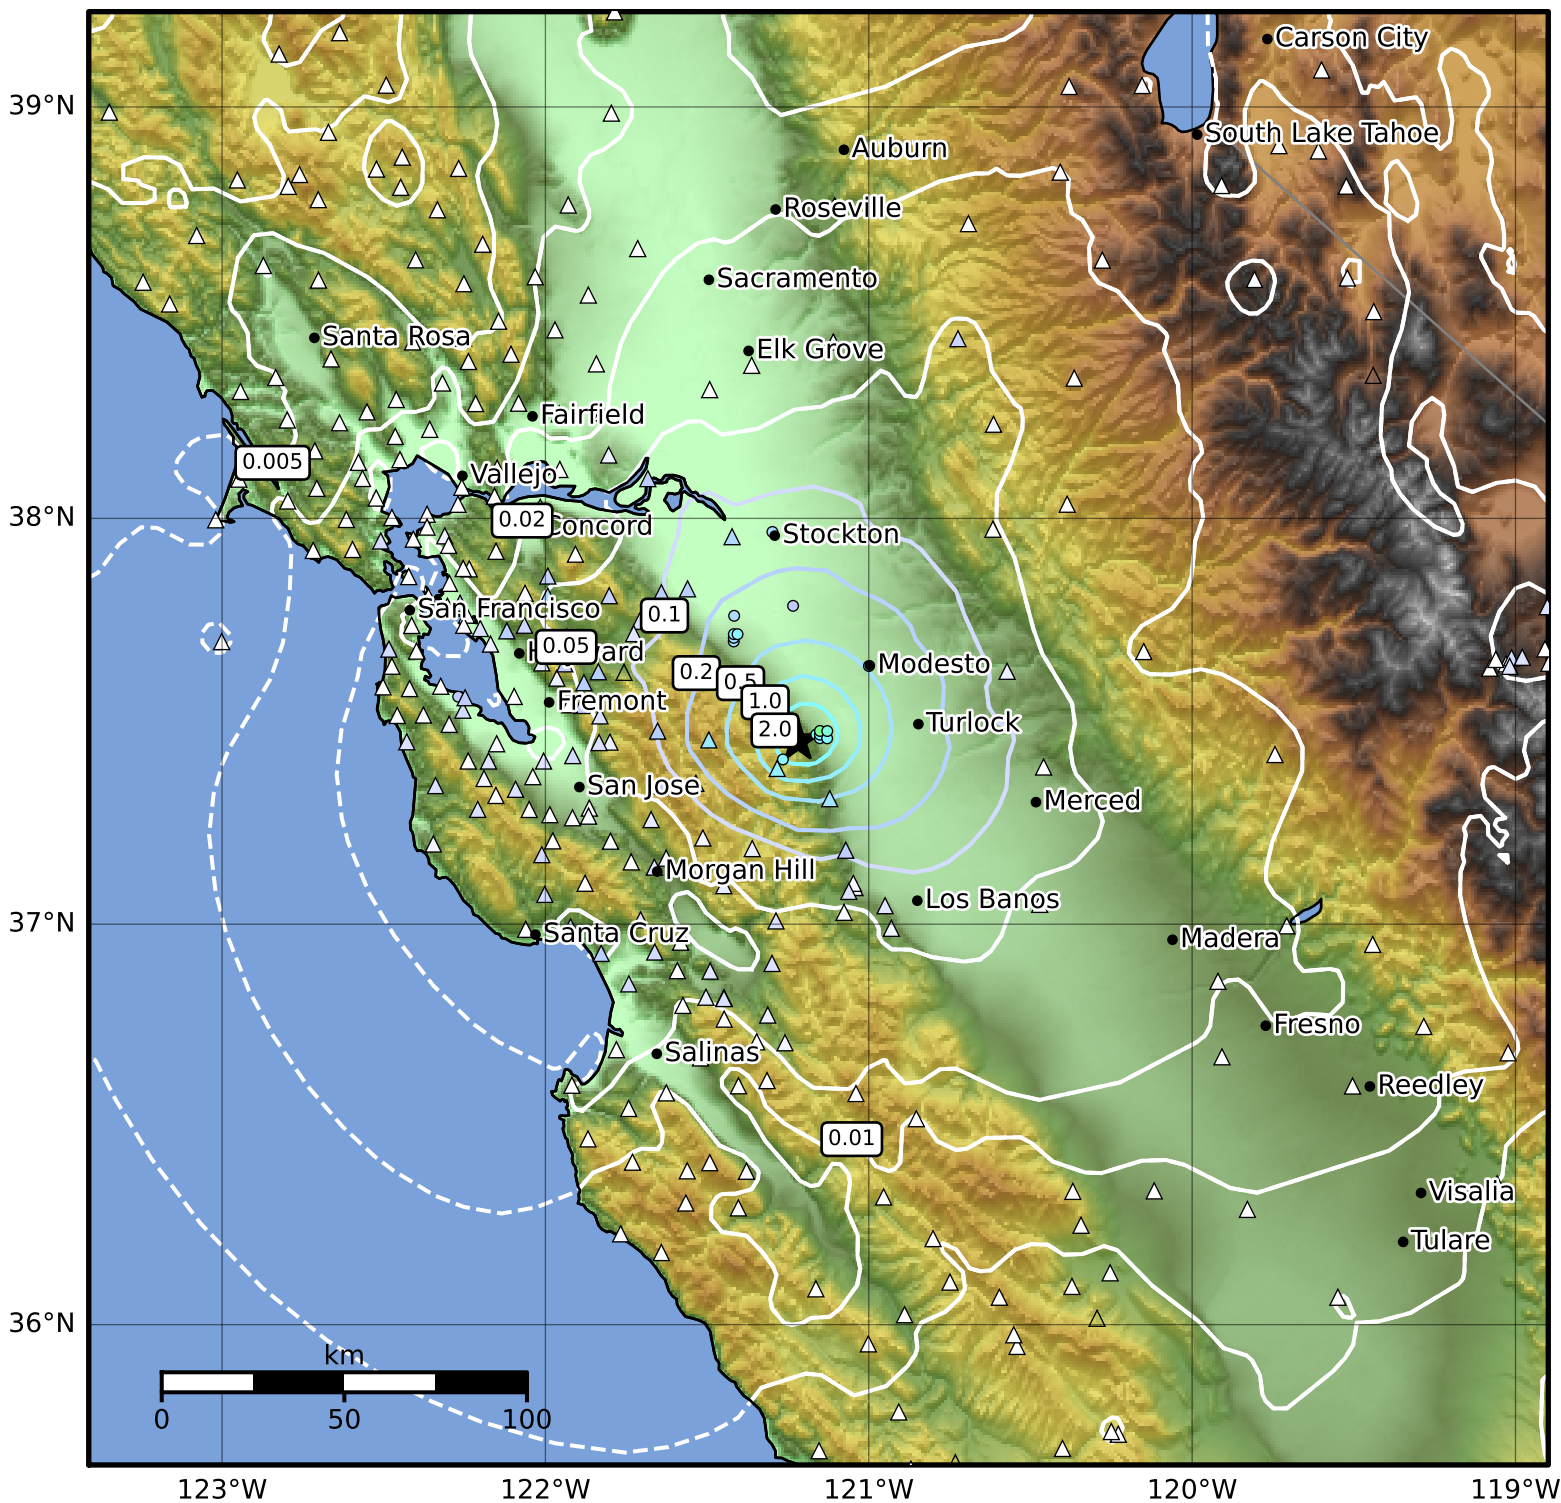 Carson City
39°N
South Lake Tahoe
Auburn
Roseville
Sacramento
Santa Rosa
Elk Grove
Fairfield
0.005
Vallejo
38°N
0.02
Concord
Stockton
San Francisco
0.1
0.05
Modesto
0.2
0.5
1.0
Fremont
Turlock
2.0
San Jose
Merced
Morgan Hill
Los Banos
37°N
Santa Cruz
Madera
Fresno
Salinas
Reedley
0.01
Visalia
Tulare
36°N
km
0 50 100
123°W 122°W 121°W 120°W 119°W